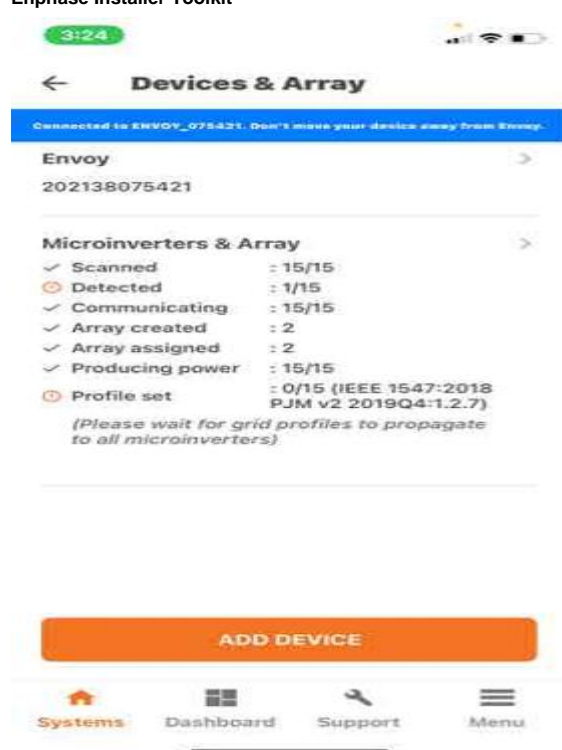 Enphase Installer Toolkit
3:24
Devices & Array
Connected to ENVOY_075421. Don't move your device away from Envoy.
Envoy
202138075421
Microinverters & Array
Scanned : 15/15
Detected : 1/15
Communicating : 15/15
Array created : 2
Array assigned : 2
Producing power : 15/15
Profile set : 0/15 (IEEE 1547:2018
PJM v2 2019Q4:1.2.7)
(Please wait for grid profiles to propagate
to all microinverters)
ADD DEVICE
Systems Dashboard Support Menu